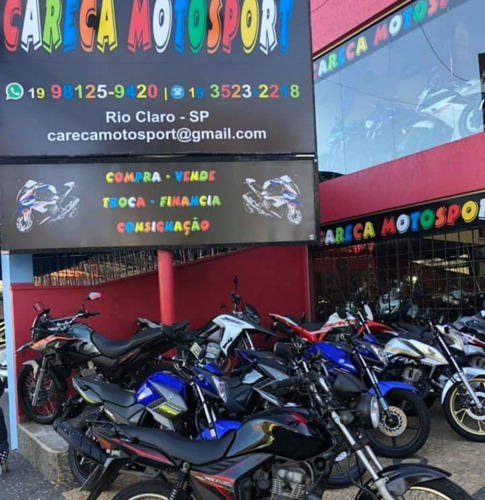 CARECA MOTOSPORT
19 98125-9420 | 19 3523 2218
Rio Claro - SP
carecamotosport@gmail.com
COMPRA - VENDE
TROCA - FINANCIA
CONSIGNAÇÃO
CARECA MOTOSPO
CARECA MOTOSPORT